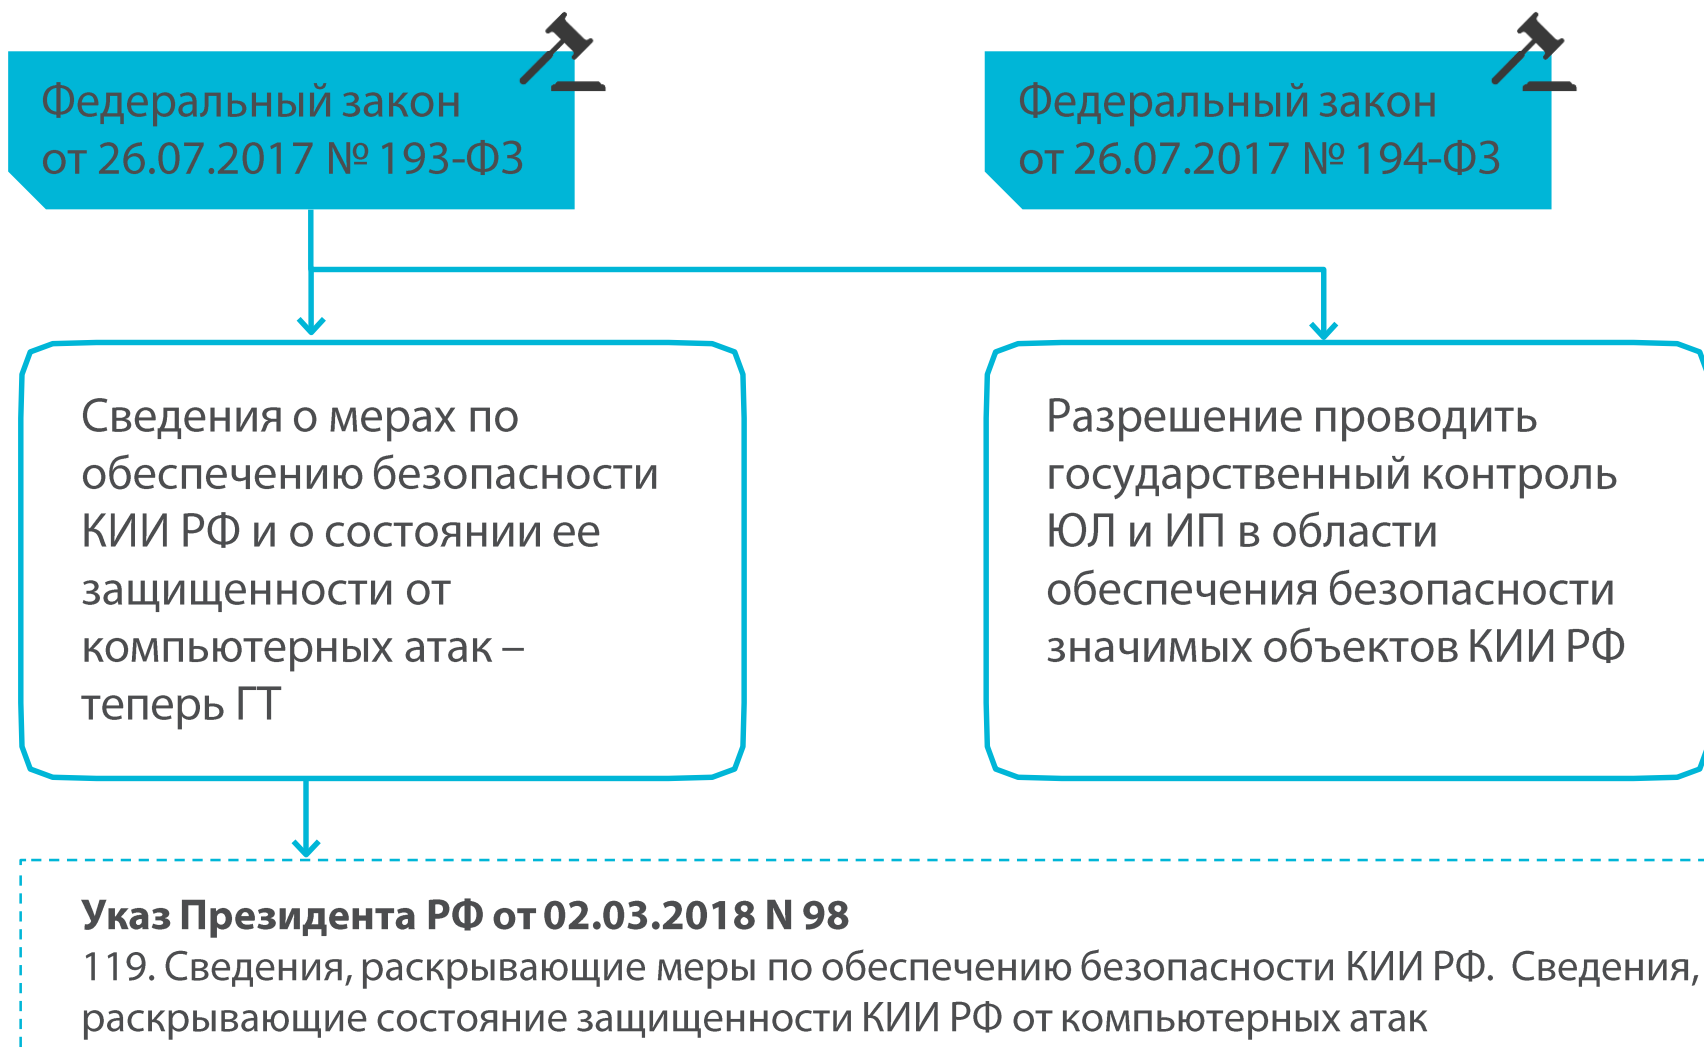 Федеральный закон
от 26.07.2017 № 193-ФЗ
Федеральный закон
от 26.07.2017 № 194-ФЗ
Сведения о мерах по
обеспечению безопасности
КИИ РФ и о состоянии ее
защищенности от
компьютерных атак –
теперь ГТ
Разрешение проводить
государственный контроль
ЮЛ и ИП в области
обеспечения безопасности
значимых объектов КИИ РФ
Указ Президента РФ от 02.03.2018 N 98
119. Сведения, раскрывающие меры по обеспечению безопасности КИИ РФ. Сведения,
раскрывающие состояние защищенности КИИ РФ от компьютерных атак